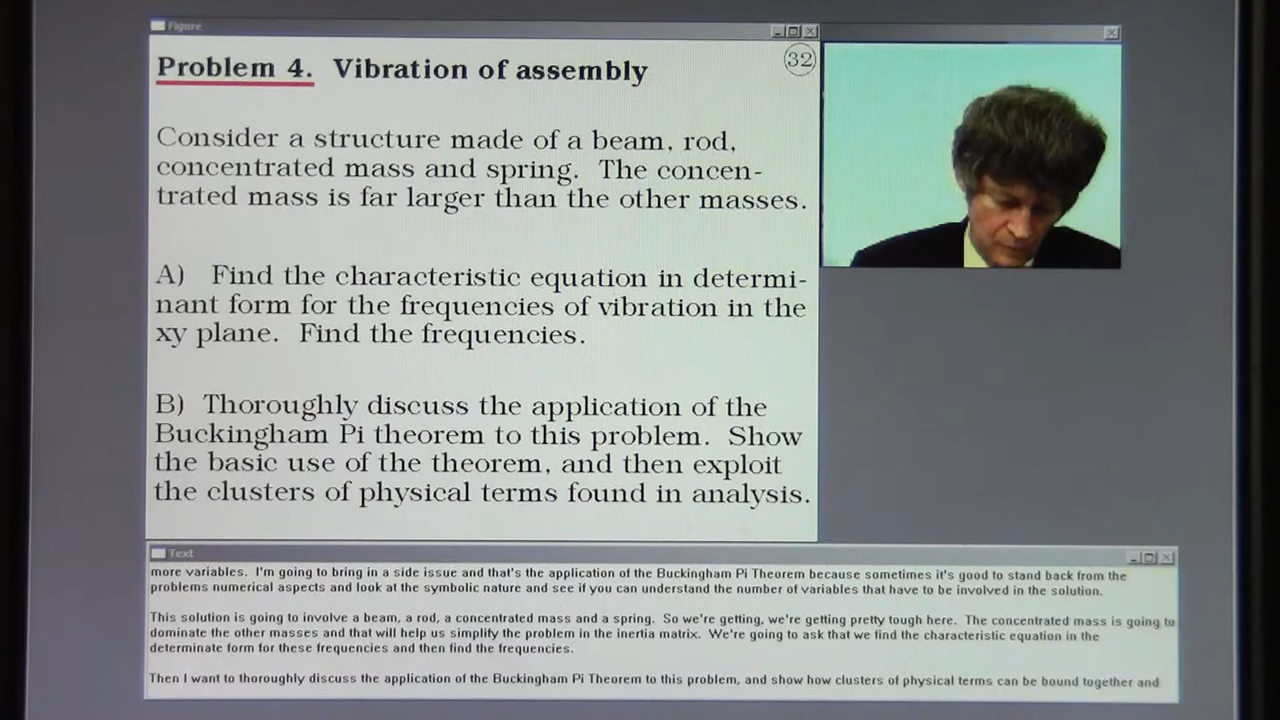 Figure
Problem 4. Vibration of assembly
32
Consider a structure made of a beam, rod,
concentrated mass and spring. The concen-
trated mass is far larger than the other masses.
A) Find the characteristic equation in determi-
nant form for the frequencies of vibration in the
xy plane. Find the frequencies.
B) Thoroughly discuss the application of the
Buckingham Pi theorem to this problem. Show
the basic use of the theorem, and then exploit
the clusters of physical terms found in analysis.
Text
more variables. I'm going to bring in a side issue and that's the application of the Buckingham Pi Theorem because sometimes it's good to stand back from the
problems numerical aspects and look at the symbolic nature and see if you can understand the number of variables that have to be involved in the solution.
This solution is going to involve a beam, a rod, a concentrated mass and a spring. So we're getting, we're getting pretty tough here. The concentrated mass is going to
dominate the other masses and that will help us simplify the problem in the inertia matrix. We're going to ask that we find the characteristic equation in the
determinate form for these frequencies and then find the frequencies.
Then I want to thoroughly discuss the application of the Buckingham Pi Theorem to this problem, and show how clusters of physical terms can be bound together and